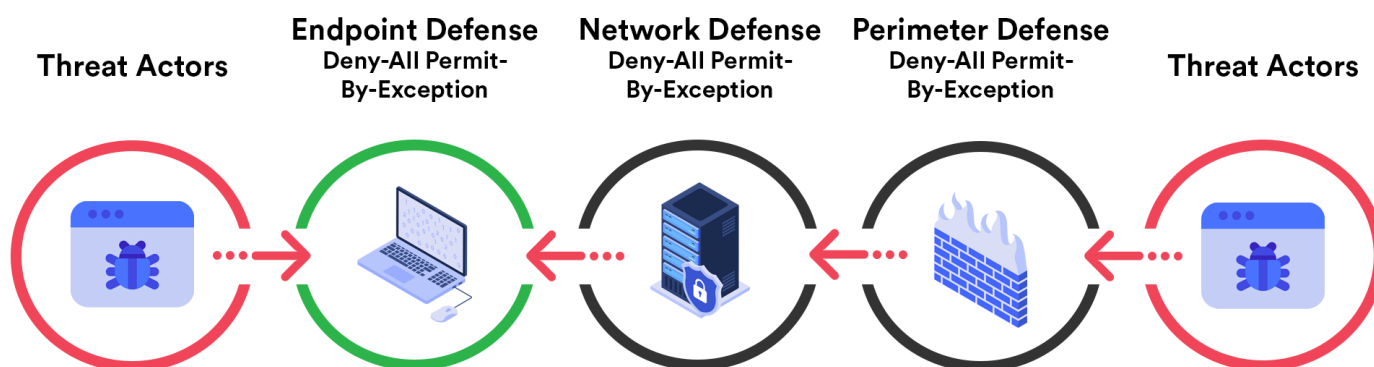 Threat Actors
Endpoint Defense
Deny-All Permit-
By-Exception
Network Defense
Deny-All Permit-
By-Exception
Perimeter Defense
Deny-All Permit-
By-Exception
Threat Actors